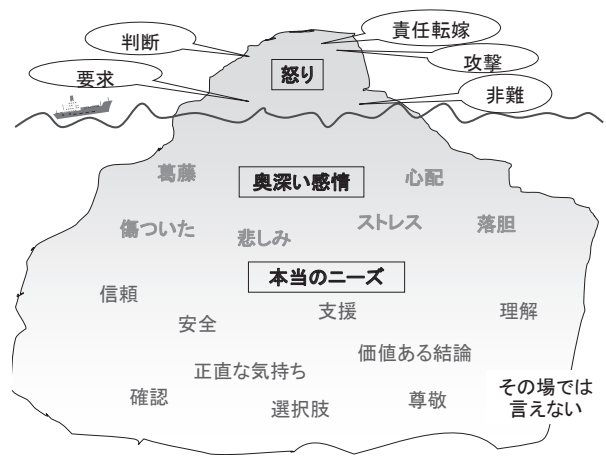 責任転嫁
判断
攻撃
要求
怒り
非難
葛藤
奥深い感情
心配
傷ついた
悲しみ
ストレス
落胆
本当のニーズ
信頼
安全
支援
理解
正直な気持ち
価値ある結論
確認
選択肢
尊敬
その場では
言えない